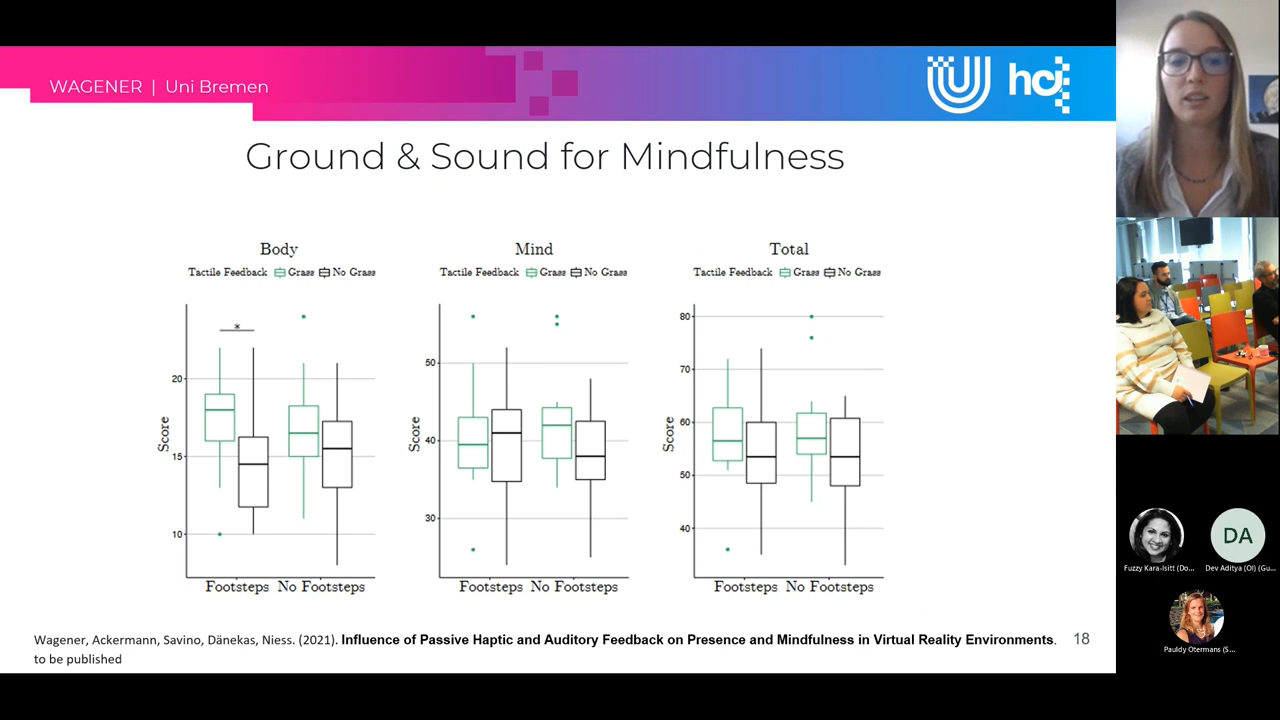 WAGENER | Uni Bremen
hci
Ground & Sound for Mindfulness
Body
Tactile Feedback Grass No Grass
Score
20
15
10
*
Footsteps No Footsteps
Mind
Tactile Feedback Grass No Grass
Score
50
40
30
Footsteps No Footsteps
Total
Tactile Feedback Grass No Grass
Score
80
70
60
50
40
Footsteps No Footsteps
Wagener, Ackermann, Savino, Dänekas, Niess. (2021). Influence of Passive Haptic and Auditory Feedback on Presence and Mindfulness in Virtual Reality Environments.
to be published
18
Fuzzy Kara-Isitt (Do...
DA
Dev Aditya (OI) (Gu...
Pauldy Otermans (S...